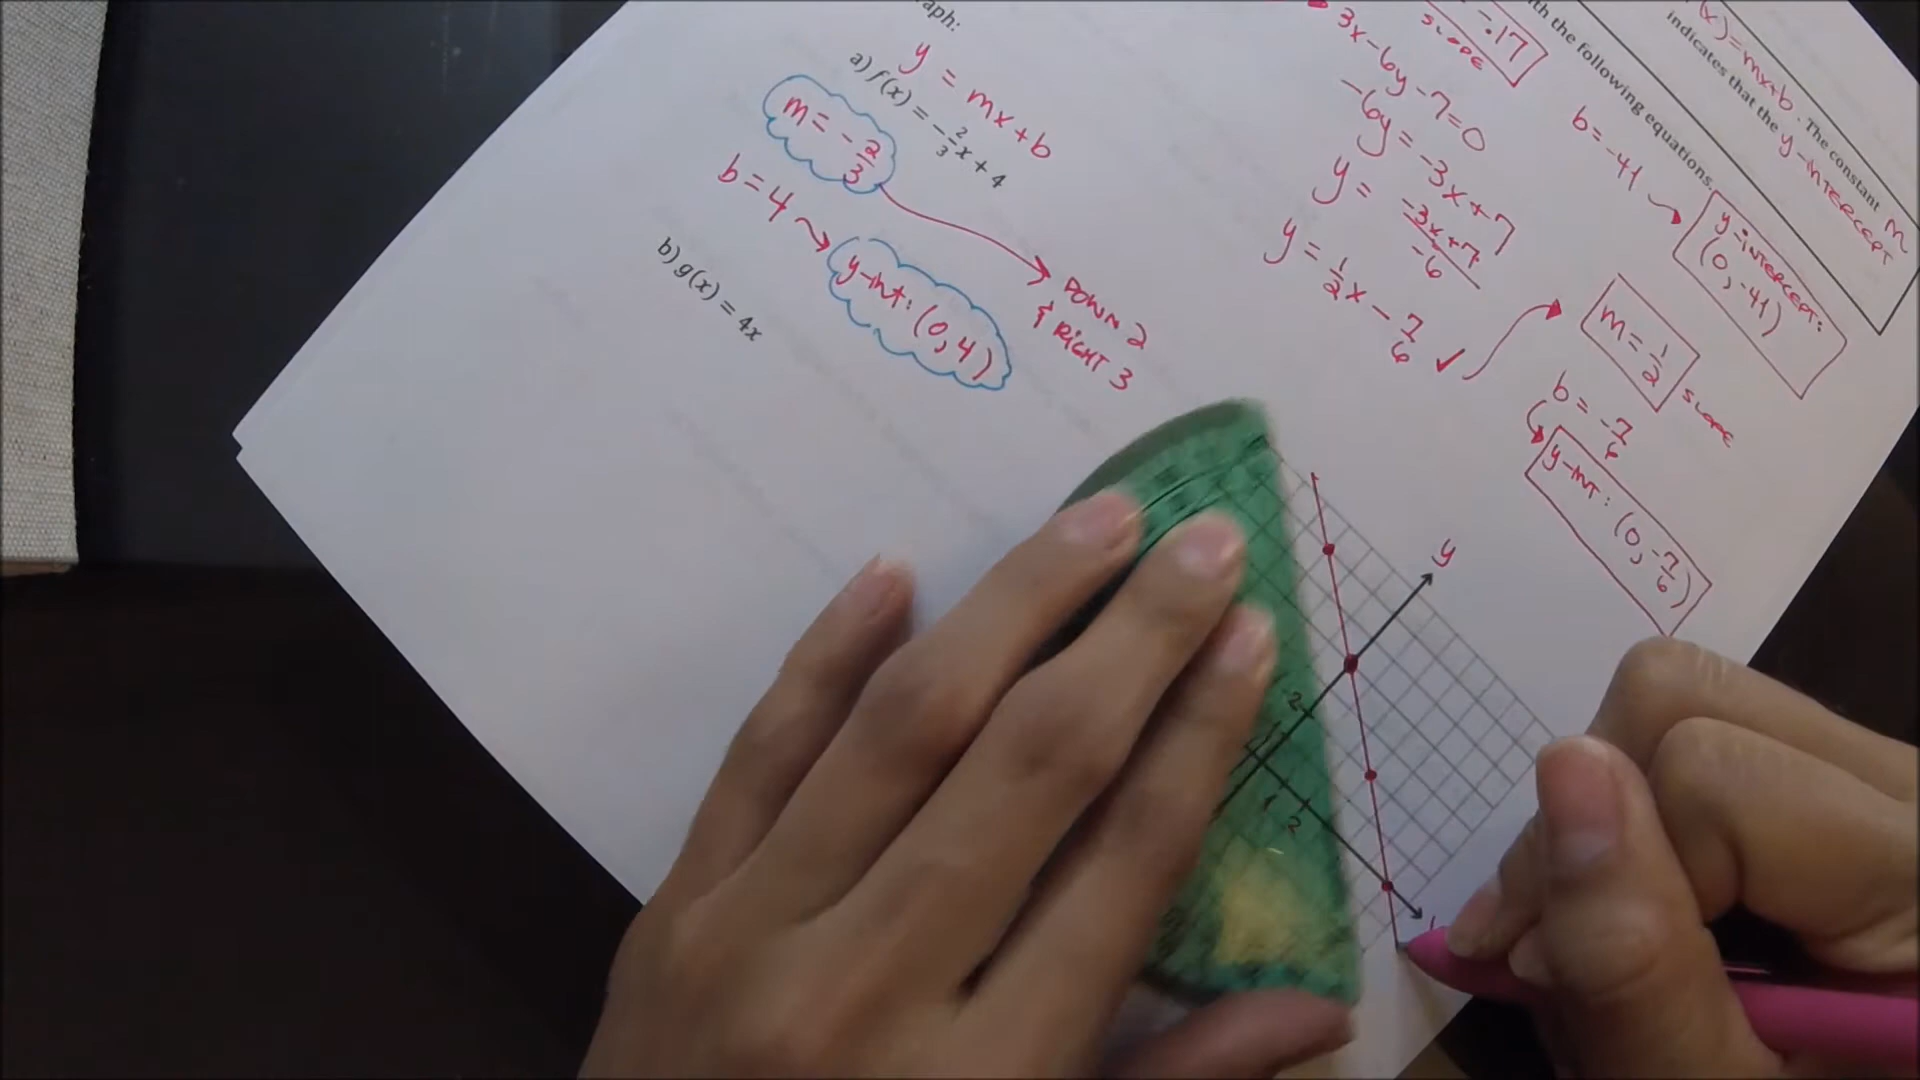 aph:
y = mx+b
a) f(x) = -2/3 x + 4
m = -2/3
b = 4
y-int: (0, 4)
DOWN 2
& RIGHT 3
b) g(x) = 4x
y
2
1
1
2
(x) = mx+b. The constant m
indicates that the y-INTERCEPT
th the following equations.
.17
SLOPE
b = -41
y-INTERCEPT:
(0, -41)
3x-6y-7=0
-6y = -3x+7
y = -3x+7/-6
y = 1/2 x - 7/6 ✓
m = 1/2 SLOPE
b = -7/6
y-int: (0, -7/6)